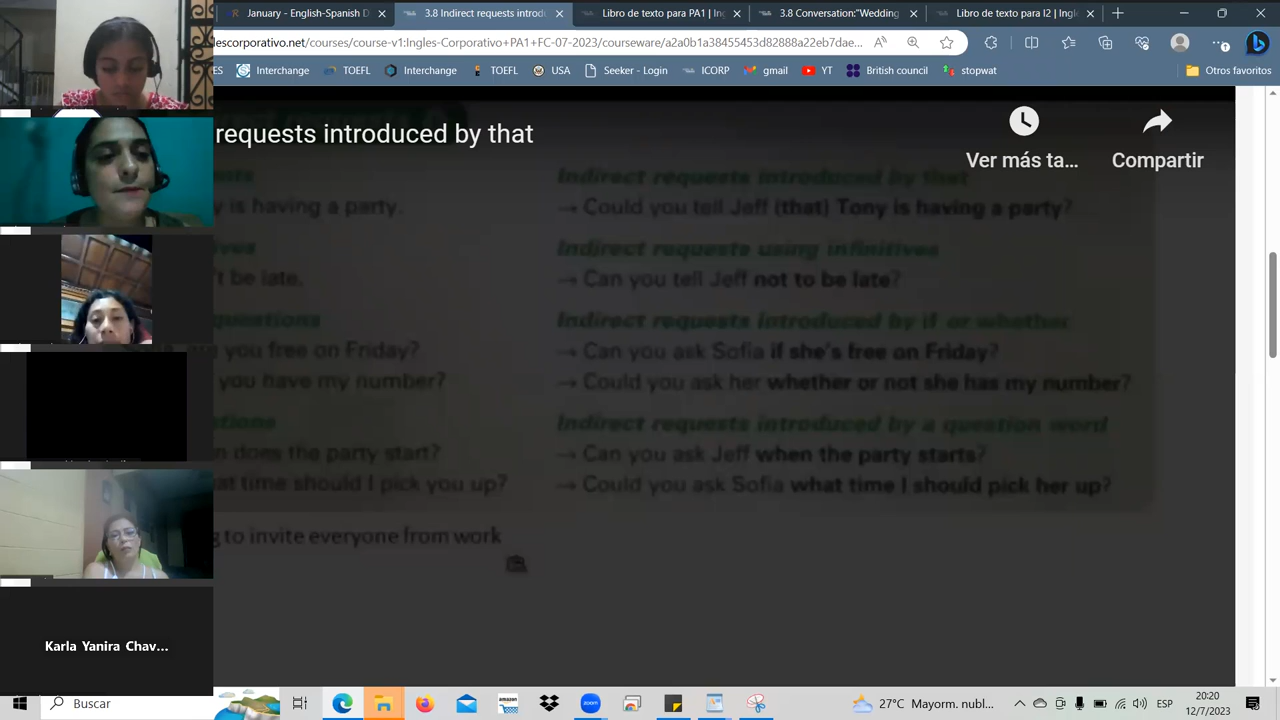 January - English-Spanish D
3.8 Indirect requests introduce
Libro de texto para PA1 | Ing
3.8 Comment:"Wedding
Libro de texto para I2 | Ingle
lescorporativo.net/courses/course-v1:Ingles-Corporativo+PA1+FC-07-2023/courseware/a2a0b1a38455453d82888a22eb7dae...
ES
Interchange
TOEFL
Interchange
TOEFL
USA
Seeker - Login
ICORP
gmail
YT
British council
stopwat
Otros favoritos
requests introduced by that
Ver más ta...
Compartir
Indirect requests introduced by that
y is having a party.
→ Could you tell Jeff (that) Tony is having a party?
Indirect requests using infinitives
't be late.
→ Can you tell Jeff not to be late?
questions
Indirect requests introduced by if or whether
you free on Friday?
→ Can you ask Sofia if she's free on Friday?
you have my number?
→ Could you ask her whether or not she has my number?
Indirect requests introduced by a question word
n does the party start?
→ Can you ask Jeff when the party starts?
at time should I pick you up?
→ Could you ask Sofia what time I should pick her up?
g to invite everyone from work
Karla Yanira Chav...
Buscar
amazon
zoom
27°C Mayorm. nubl...
ESP
20:20
12/7/2023